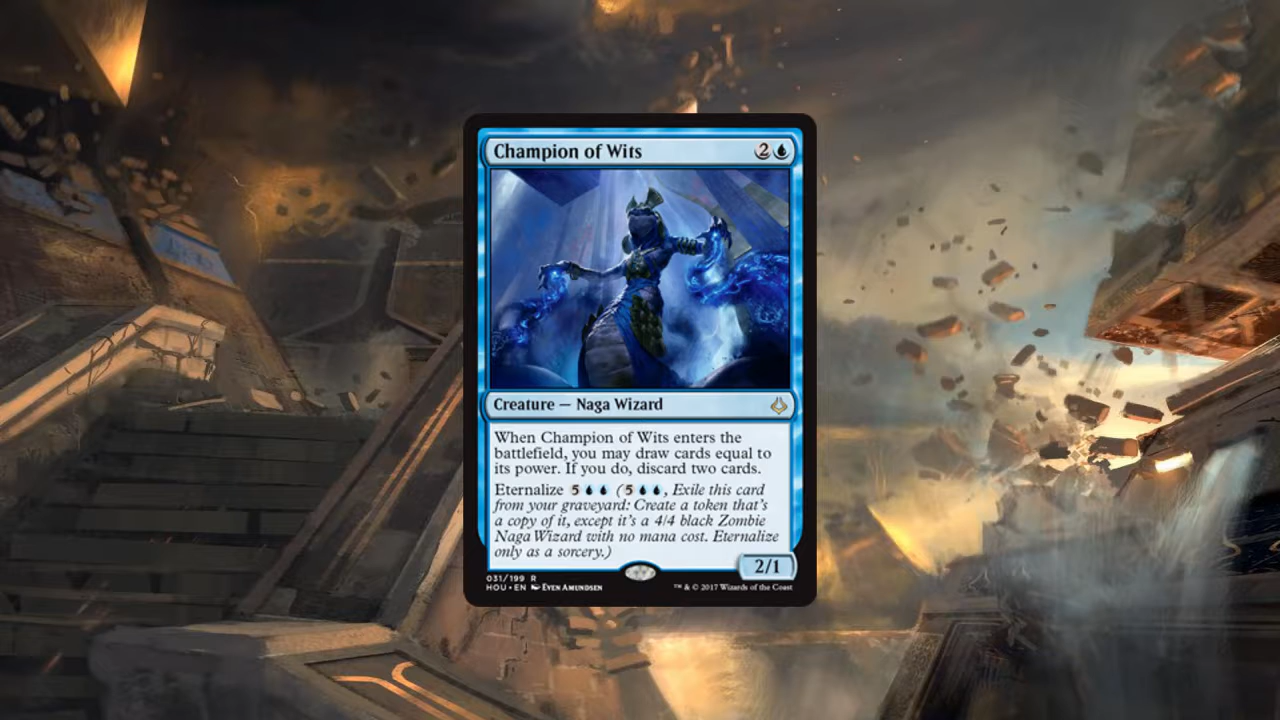 Champion of Wits 2
Creature — Naga Wizard
When Champion of Wits enters the
battlefield, you may draw cards equal to
its power. If you do, discard two cards.
Eternalize 5 (5, Exile this card
from your graveyard: Create a token that's
a copy of it, except it's a 4/4 black Zombie
Naga Wizard with no mana cost. Eternalize
only as a sorcery.)
2/1
031/199 R
HOU • EN Even Amundsen ™ & © 2017 Wizards of the Coast